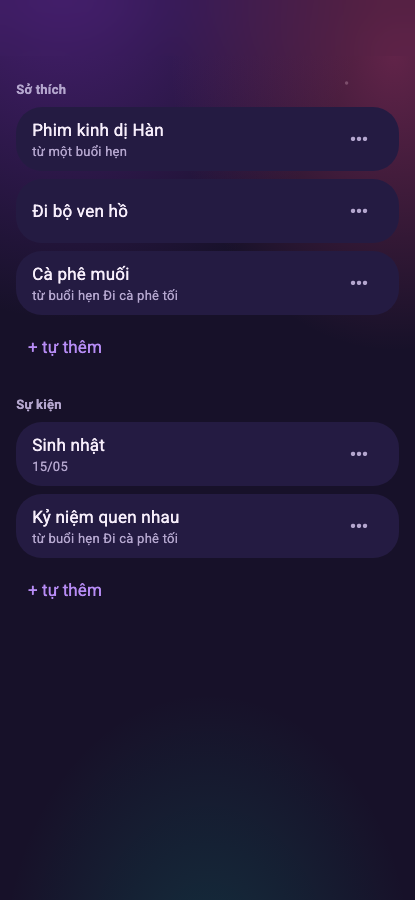 Sở thích
Phim kinh dị Hàn
từ một buổi hẹn
Đi bộ ven hồ
Cà phê muối
từ buổi hẹn Đi cà phê tối
+ tự thêm
Sự kiện
Sinh nhật
15/05
Kỷ niệm quen nhau
từ buổi hẹn Đi cà phê tối
+ tự thêm